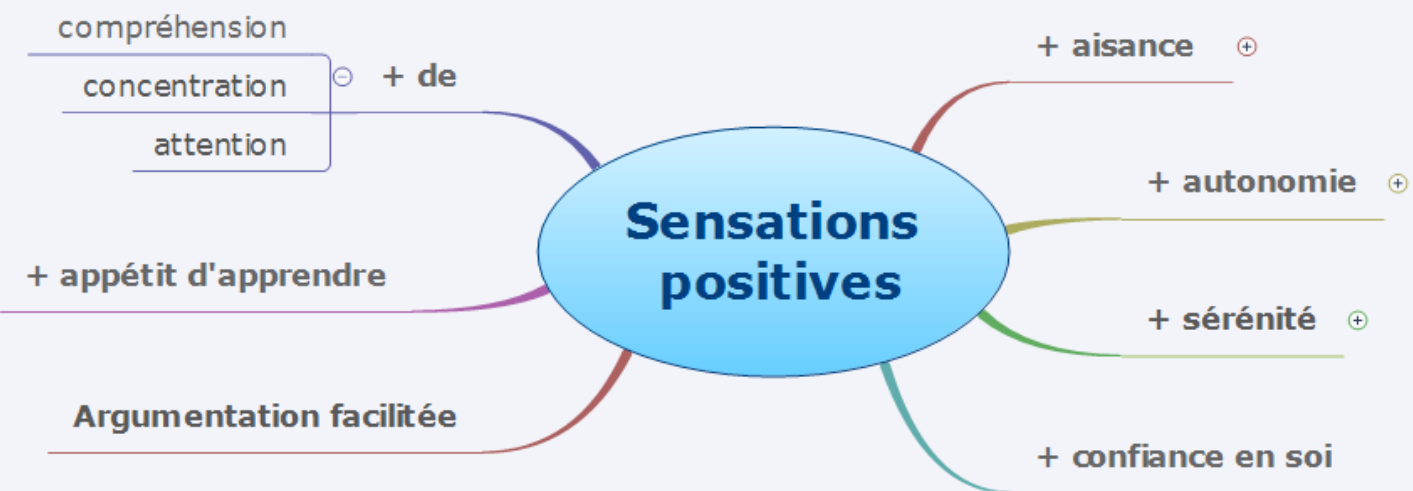 Sensations
positives
+ aisance
+ autonomie
+ sérénité
+ confiance en soi
+ de
compréhension
concentration
attention
+ appétit d'apprendre
Argumentation facilitée